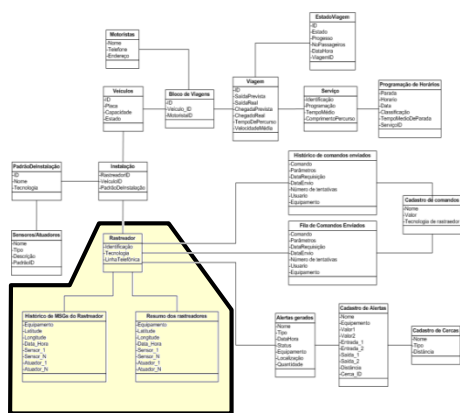 EstadoViagem
-ID
-Estado
-Progresso
-NoPassageiros
-DataHora
-ViagemID
Motoristas
-Nome
-Telefone
-Endereço
Veículos
-ID
-Placa
-Capacidade
-Estado
Bloco de Viagens
-ID
-Veiculo_ID
-MotoristaID
Viagem
-ID
-SaídaPrevista
-SaídaReal
-ChegadaPrevista
-ChegadaReal
-TempoDePercurso
-VelocidadeMédia
Serviço
-Identificação
-Programação
-TempoMédio
-ComprimentoPercurso
Programação de Horários
-Parada
-Horario
-Data
-Classificação
-TempoMedioDeParada
-ServiçoID
PadrãoDeInstalação
-ID
-Nome
-Tecnologia
Instalação
-RastreadorID
-VeiculoID
-PadrãoDeInstalação
Histórico de comandos enviados
-Comando
-Parâmetros
-DataRequisição
-DataEnvio
-Número de tentativas
-Usuario
-Equipamento
Cadastro de comandos
-Nome
-Valor
-Tecnologia de rastreador
Sensores/Atuadores
-Nome
-Tipo
-Descrição
-PadrãoID
Rastreador
-Identificação
-Tecnologia
-LinhaTelefônica
Fila de Comandos Enviados
-Comando
-Parâmetros
-DataRequisição
-DataEnvio
-Número de tentativas
-Usuario
-Equipamento
Histórico de MSGs do Rastreador
-Equipamento
-Latitude
-Longitude
-Data_Hora
-Sensor_1
-Sensor_N
-Atuador_1
-Atuador_N
Resumo dos rastreadores
-Equipamento
-Latitude
-Longitude
-Data_Hora
-Sensor_1
-Sensor_N
-Atuador_1
-Atuador_N
Alertas gerados
-Nome
-Tipo
-DataHora
-Status
-Equipamento
-Localização
-Quantidade
Cadastro de Alertas
-Nome
-Equipamento
-Valor1
-Valor2
-Entrada_1
-Entrada_2
-Saída_1
-Saída_2
-Distância
-Cerca_ID
Cadastro de Cercas
-Nome
-Tipo
-Distância